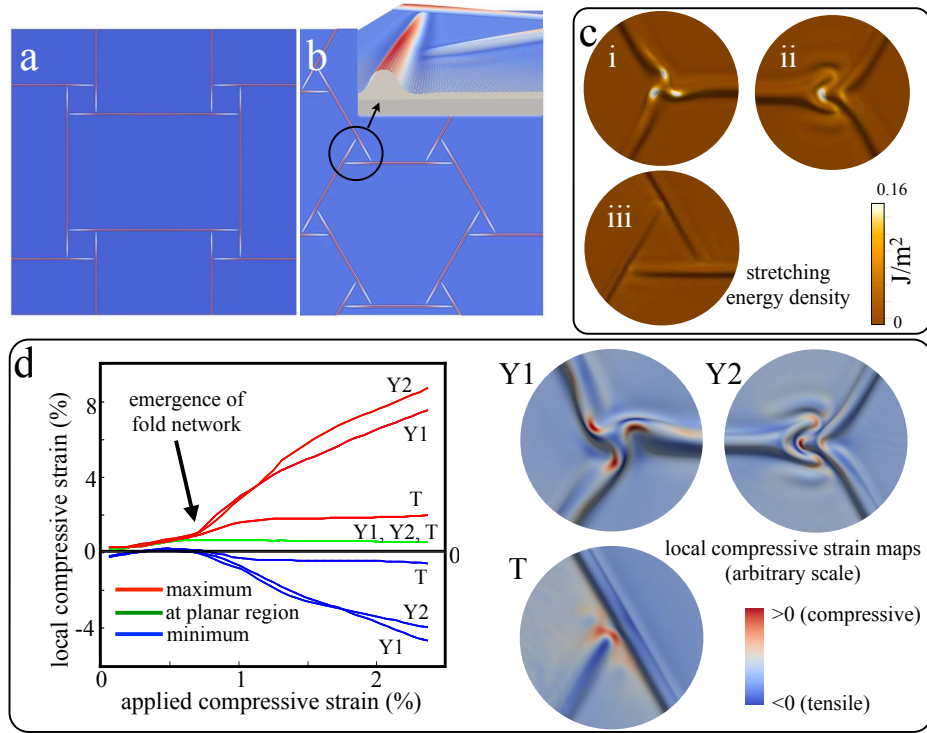 a
b
c
i
ii
iii
0.16
J/m²
0
stretching
energy density
d
local compressive strain (%)
8
4
0
-4
emergence of
fold network
Y2
Y1
T
Y1, Y2, T
0
T
Y2
Y1
maximum
at planar region
minimum
0
1
2
applied compressive strain (%)
Y1
Y2
T
local compressive strain maps
(arbitrary scale)
>0 (compressive)
<0 (tensile)